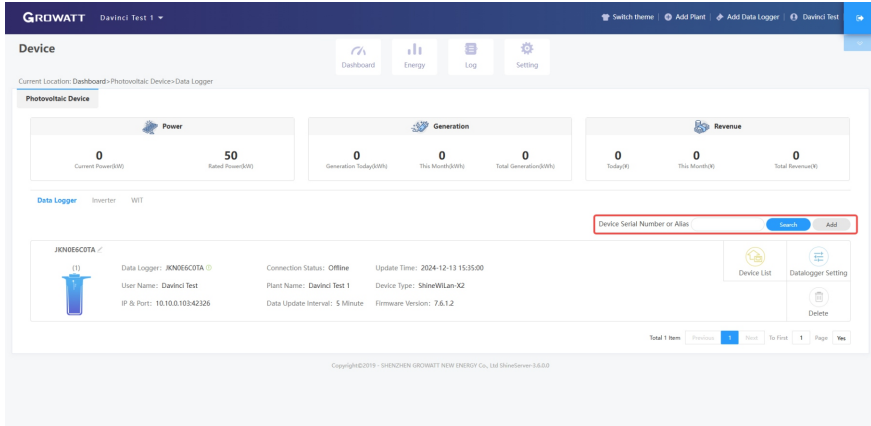 GROWATT Davinci Test 1 Switch theme Add Plant Add Data Logger Davinci Test
Device
Dashboard Energy Log Setting
Current Location: Dashboard>Photovoltaic Device>Data Logger
Photovoltaic Device
Power Generation Revenue
0 50 0 0 0 0 0 0
Current Power(kW) Rated Power(kW) Generation Today(kWh) This Month(kWh) Total Generation(kWh) Today(¥) This Month(¥) Total Revenue(¥)
Data Logger Inverter WIT
Device Serial Number or Alias Search Add
JKN0E6C0TA
(1) Data Logger: JKN0E6C0TA Connection Status: Offline Update Time: 2024-12-13 15:35:00
Device List Datalogger Setting
User Name: Davinci Test Plant Name: Davinci Test 1 Device Type: ShineWiLan-X2
IP & Port: 10.10.0.103:42326 Data Update Interval: 5 Minute Firmware Version: 7.6.1.2
Delete
Total 1 Item Previous 1 Next To First 1 Page Yes
Copyright©2019 - SHENZHEN GROWATT NEW ENERGY Co., Ltd ShineServer-3.6.0.0